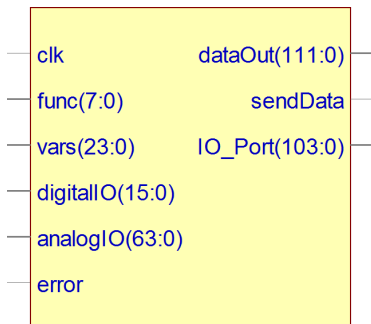 clk dataOut(111:0)
func(7:0) sendData
vars(23:0) IO_Port(103:0)
digitalIO(15:0)
analogIO(63:0)
error